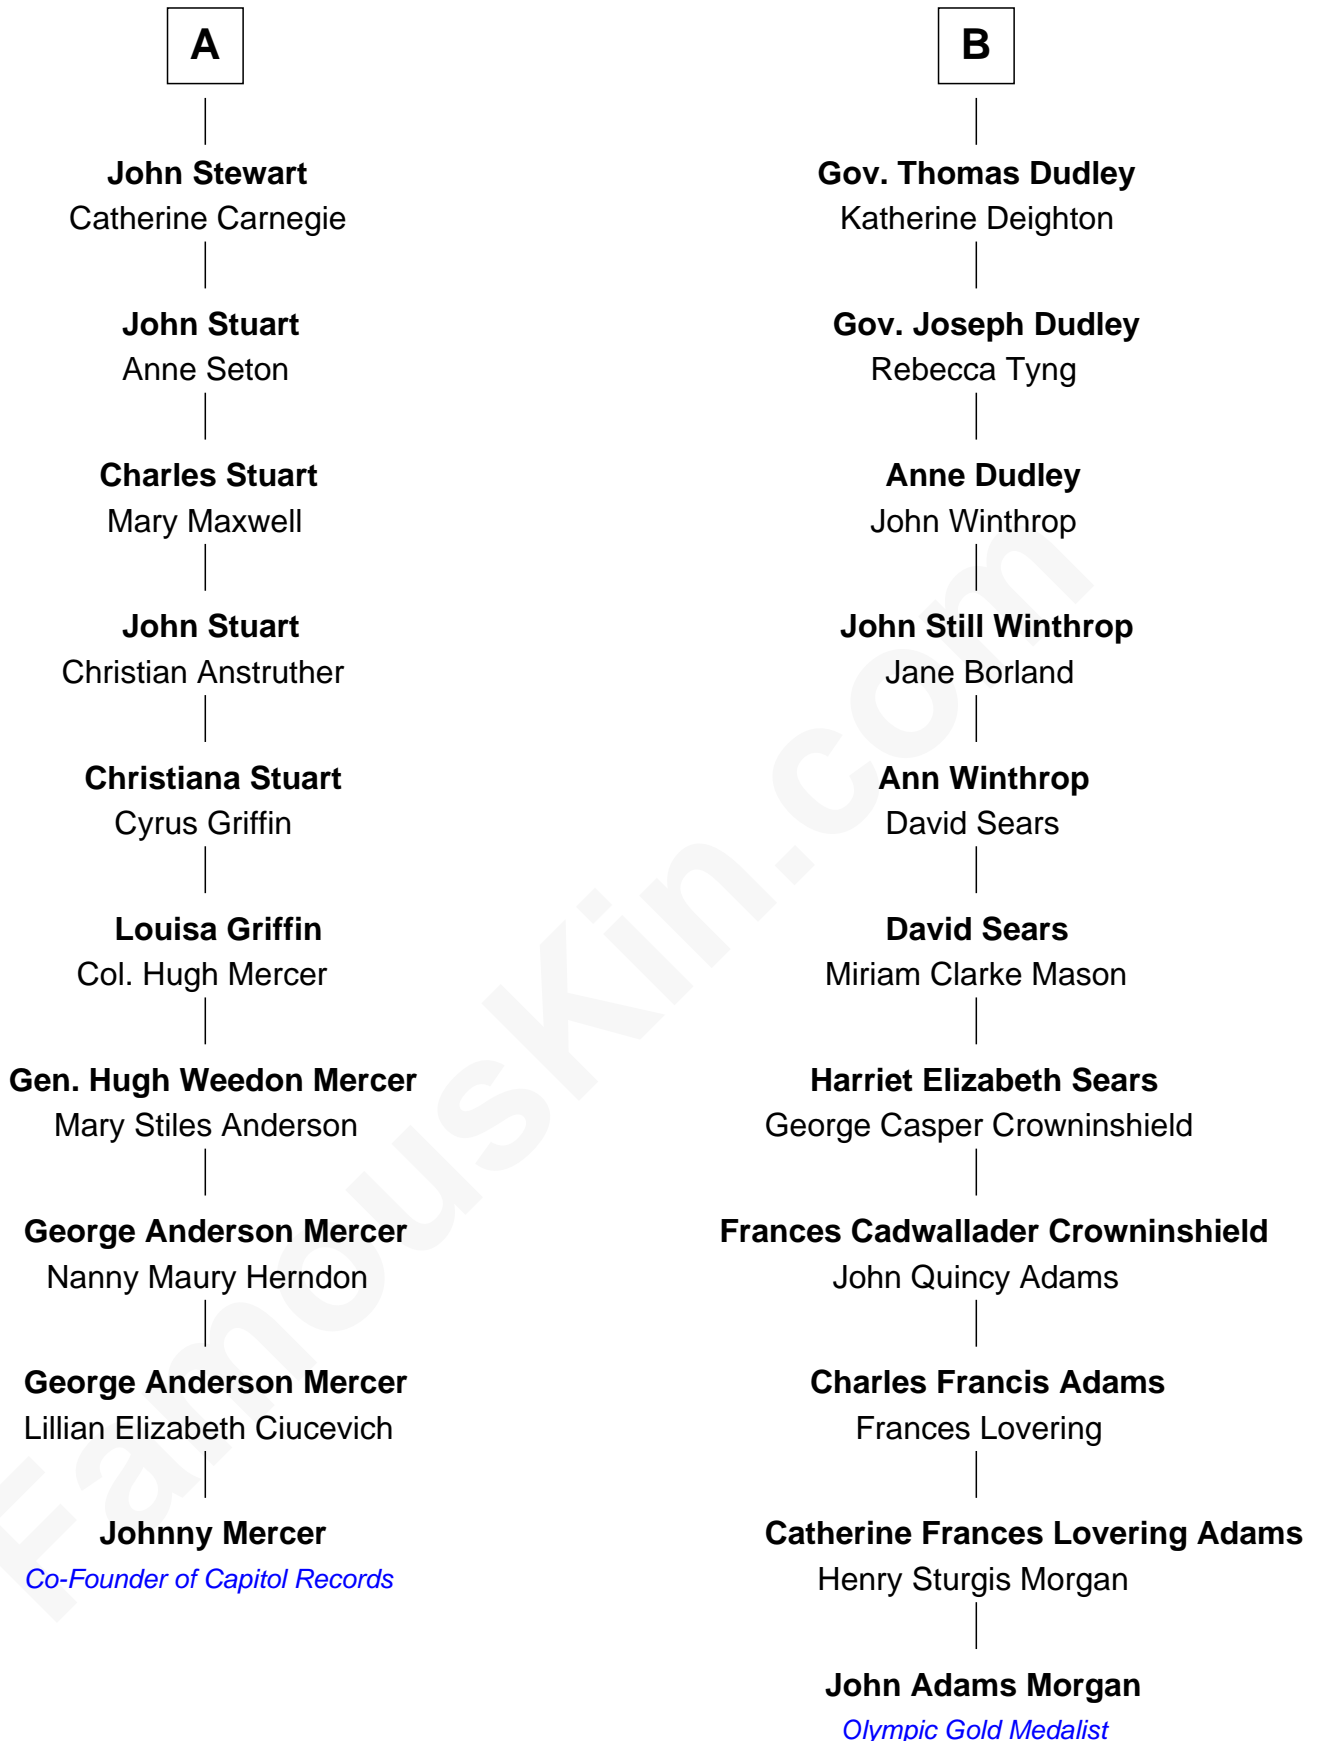 A
John Stewart
Catherine Carnegie
John Stuart
Anne Seton
Charles Stuart
Mary Maxwell
John Stuart
Christian Anstruther
Christiana Stuart
Cyrus Griffin
Louisa Griffin
Col. Hugh Mercer
Gen. Hugh Weedon Mercer
Mary Stiles Anderson
George Anderson Mercer
Nanny Maury Herndon
George Anderson Mercer
Lillian Elizabeth Ciucevich
Johnny Mercer
Co-Founder of Capitol Records
B
Gov. Thomas Dudley
Katherine Deighton
Gov. Joseph Dudley
Rebecca Tyng
Anne Dudley
John Winthrop
John Still Winthrop
Jane Borland
Ann Winthrop
David Sears
David Sears
Miriam Clarke Mason
Harriet Elizabeth Sears
George Casper Crowninshield
Frances Cadwallader Crowninshield
John Quincy Adams
Charles Francis Adams
Frances Lovering
Catherine Frances Lovering Adams
Henry Sturgis Morgan
John Adams Morgan
Olympic Gold Medalist
FamousKin.com